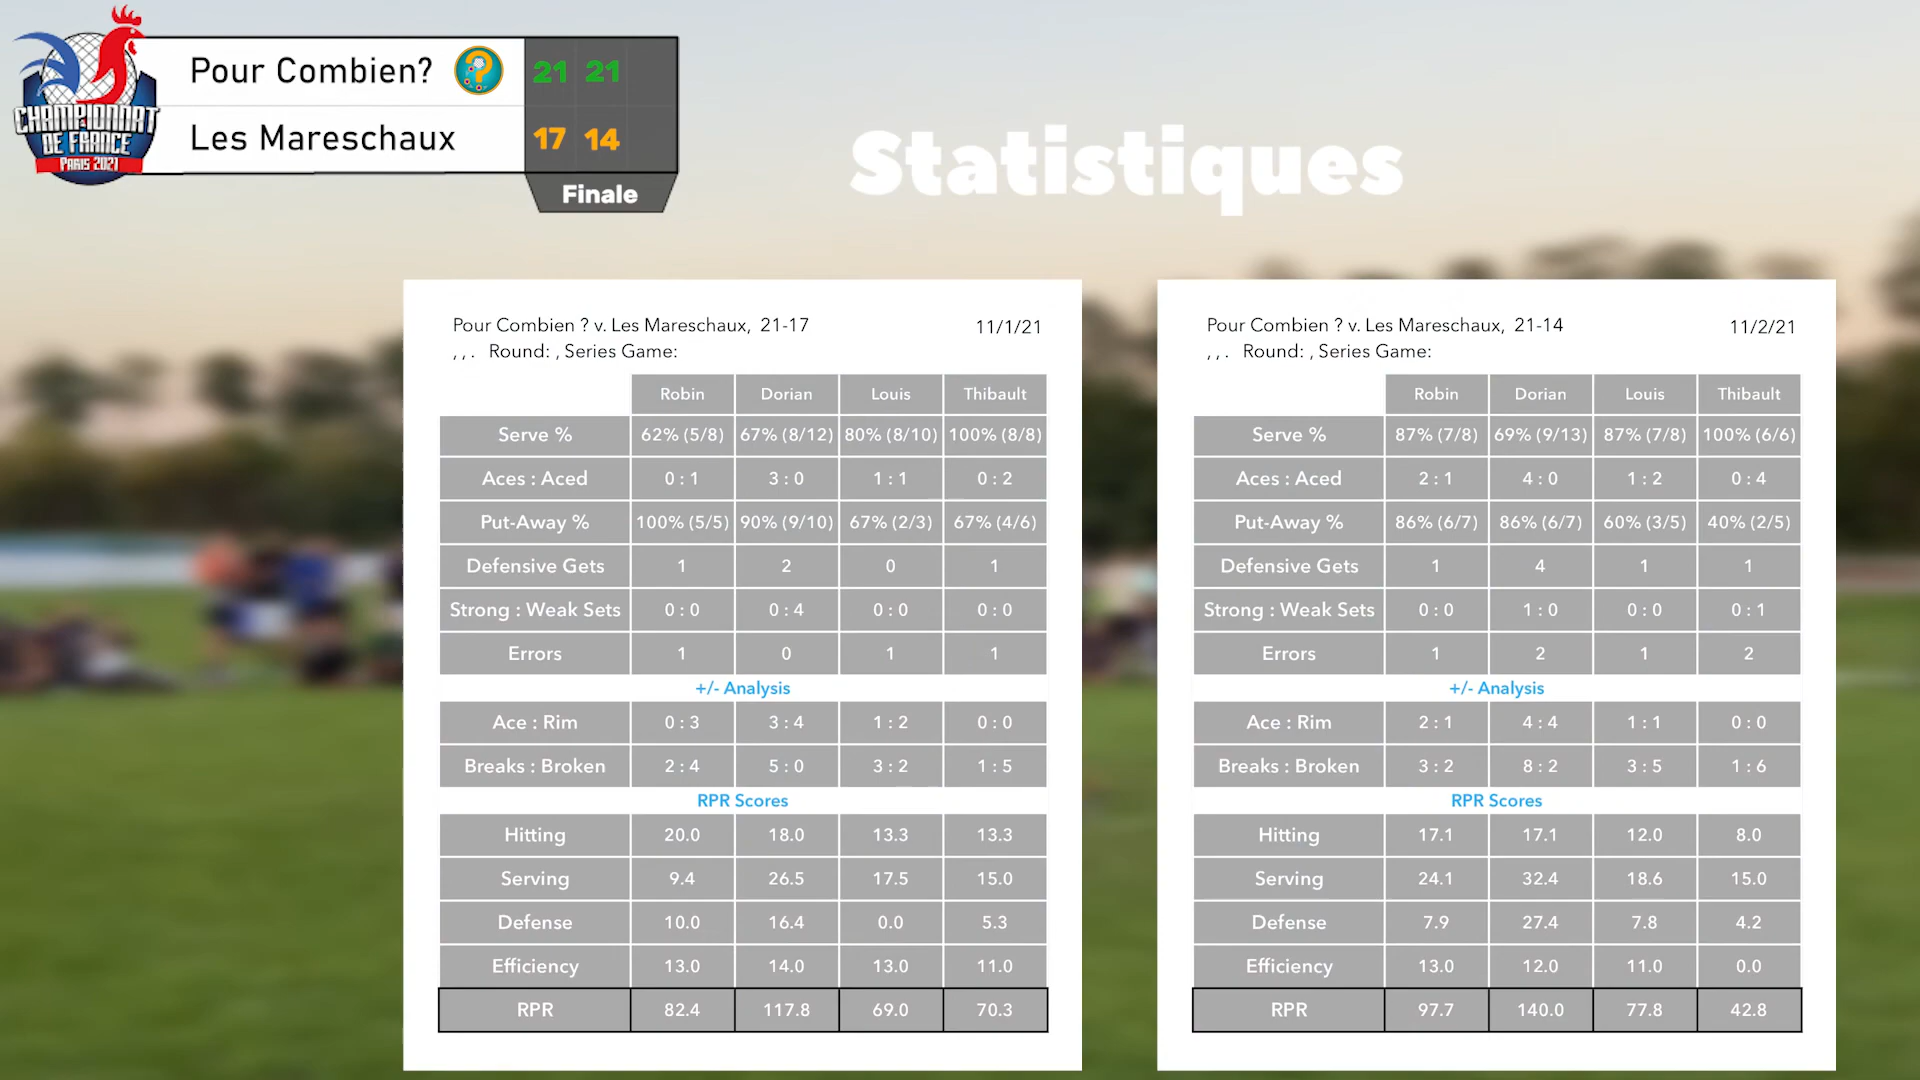 CHAMPIONNAT
DE FRANCE
PARIS 2021
Pour Combien? 21 21
Les Mareschaux 17 14
Finale
Statistiques
Pour Combien ? v. Les Mareschaux, 21-17 11/1/21
, , . Round: , Series Game:
Robin Dorian Louis Thibault
Serve % 62% (5/8) 67% (8/12) 80% (8/10) 100% (8/8)
Aces : Aced 0 : 1 3 : 0 1 : 1 0 : 2
Put-Away % 100% (5/5) 90% (9/10) 67% (2/3) 67% (4/6)
Defensive Gets 1 2 0 1
Strong : Weak Sets 0 : 0 0 : 4 0 : 0 0 : 0
Errors 1 0 1 1
+/- Analysis
Ace : Rim 0 : 3 3 : 4 1 : 2 0 : 0
Breaks : Broken 2 : 4 5 : 0 3 : 2 1 : 5
RPR Scores
Hitting 20.0 18.0 13.3 13.3
Serving 9.4 26.5 17.5 15.0
Defense 10.0 16.4 0.0 5.3
Efficiency 13.0 14.0 13.0 11.0
RPR 82.4 117.8 69.0 70.3
Pour Combien ? v. Les Mareschaux, 21-14 11/2/21
, , . Round: , Series Game:
Robin Dorian Louis Thibault
Serve % 87% (7/8) 69% (9/13) 87% (7/8) 100% (6/6)
Aces : Aced 2 : 1 4 : 0 1 : 2 0 : 4
Put-Away % 86% (6/7) 86% (6/7) 60% (3/5) 40% (2/5)
Defensive Gets 1 4 1 1
Strong : Weak Sets 0 : 0 1 : 0 0 : 0 0 : 1
Errors 1 2 1 2
+/- Analysis
Ace : Rim 2 : 1 4 : 4 1 : 1 0 : 0
Breaks : Broken 3 : 2 8 : 2 3 : 5 1 : 6
RPR Scores
Hitting 17.1 17.1 12.0 8.0
Serving 24.1 32.4 18.6 15.0
Defense 7.9 27.4 7.8 4.2
Efficiency 13.0 12.0 11.0 0.0
RPR 97.7 140.0 77.8 42.8